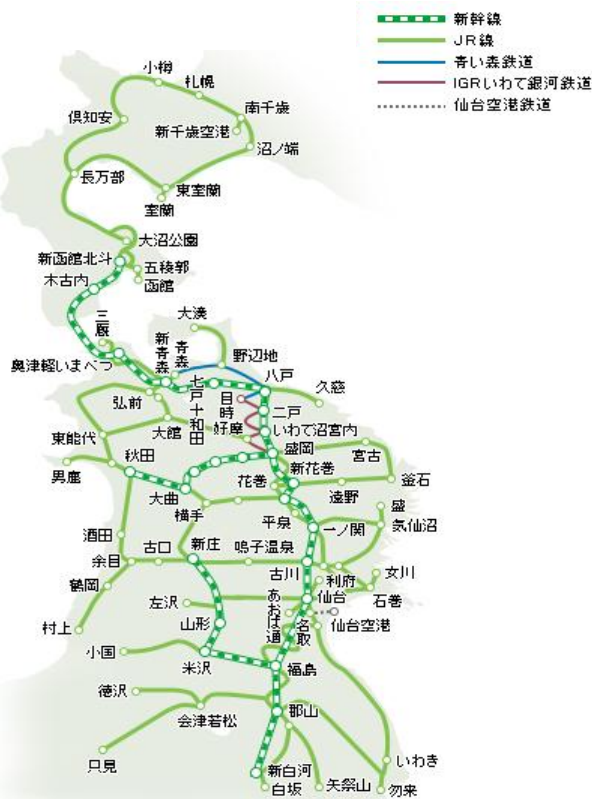 新幹線
JR線
青い森鉄道
IGRいわて銀河鉄道
仙台空港鉄道
小樽
札幌
南千歳
倶知安
新千歳空港
沼ノ端
長万部
東室蘭
室蘭
大沼公園
新函館北斗
五稜郭
木古内
函館
大湊
三厩
新青森
青森
野辺地
奥津軽いまべつ
八戸
七戸十和田
目時
久慈
弘前
二戸
大館
好摩
いわて沼宮内
東能代
盛岡
宮古
秋田
新花巻
男鹿
花巻
釜石
大曲
遠野
横手
盛
平泉
一ノ関
気仙沼
酒田
古口
新庄
鳴子温泉
余目
古川
女川
鶴岡
利府
石巻
左沢
あおば通
仙台
村上
山形
名取
仙台空港
小国
米沢
福島
徳沢
会津若松
郡山
只見
新白河
いわき
白坂
矢祭山
勿来